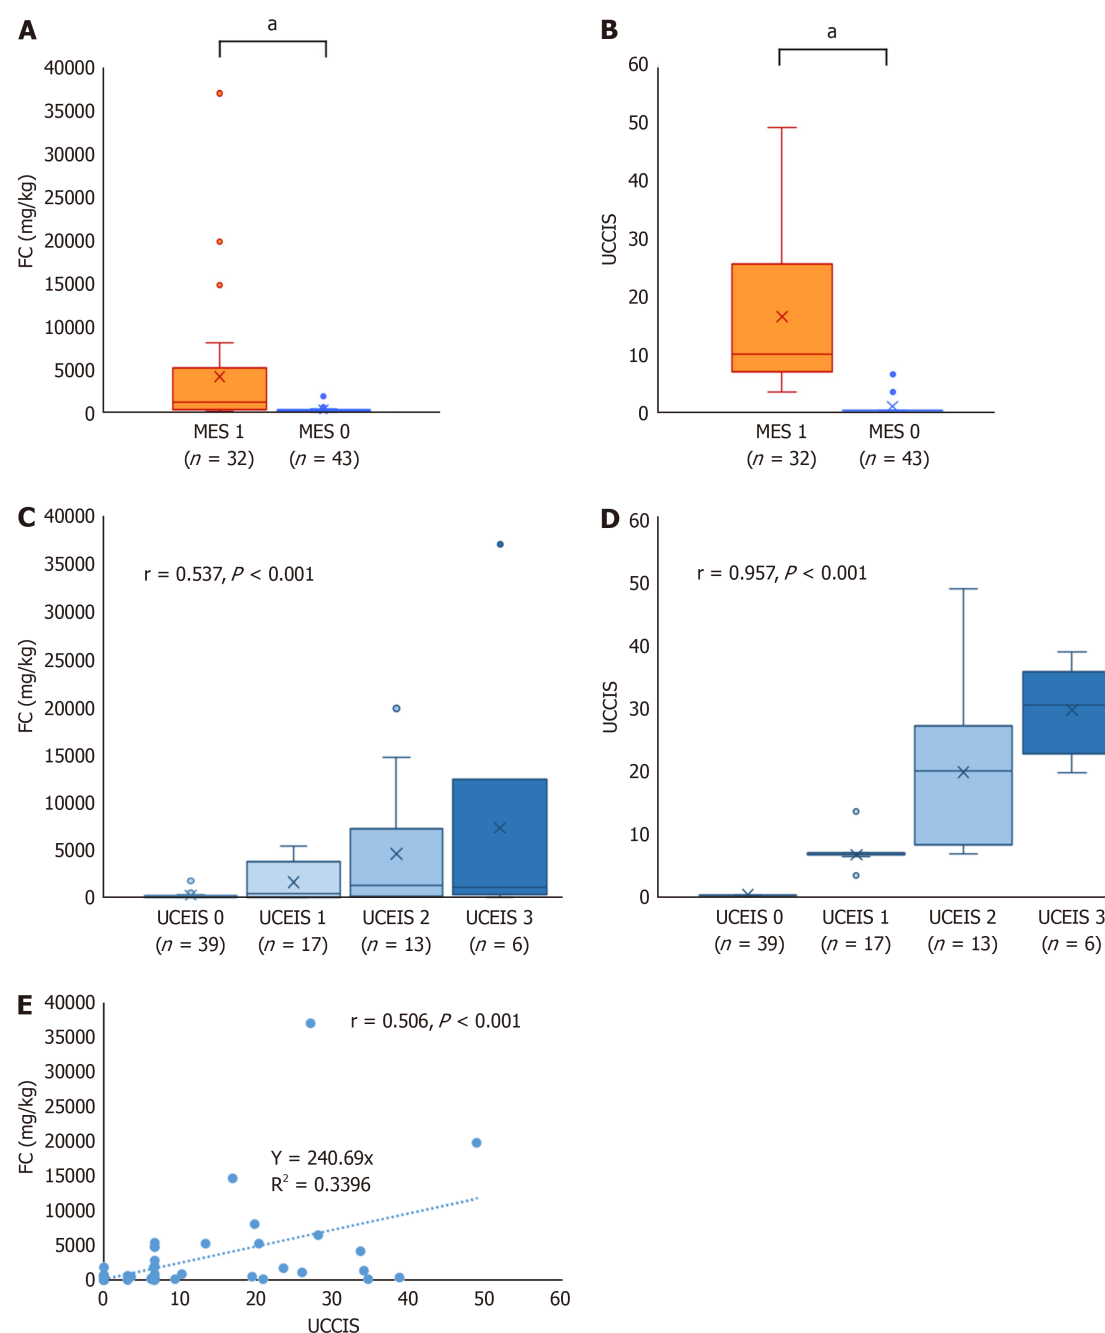 A
a
40000
35000
30000
25000
20000
15000
10000
5000
0
FC (mg/kg)
MES 1
MES 0
(n = 32)
(n = 43)
B
a
60
50
40
30
20
10
0
UCCIS
MES 1
MES 0
(n = 32)
(n = 43)
C
40000
35000
30000
25000
20000
15000
10000
5000
0
FC (mg/kg)
r = 0.537, P < 0.001
UCEIS 0
UCEIS 1
UCEIS 2
UCEIS 3
(n = 39)
(n = 17)
(n = 13)
(n = 6)
D
60
50
40
30
20
10
0
UCCIS
r = 0.957, P < 0.001
UCEIS 0
UCEIS 1
UCEIS 2
UCEIS 3
(n = 39)
(n = 17)
(n = 13)
(n = 6)
E
40000
35000
30000
25000
20000
15000
10000
5000
0
FC (mg/kg)
r = 0.506, P < 0.001
Y = 240.69x
R² = 0.3396
0
10
20
30
40
50
60
UCCIS